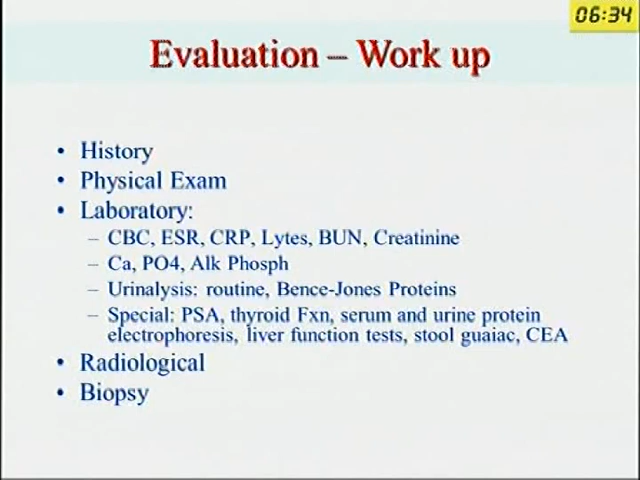 06:34
Evaluation – Work up
• History
• Physical Exam
• Laboratory:
– CBC, ESR, CRP, Lytes, BUN, Creatinine
– Ca, PO4, Alk Phosph
– Urinalysis: routine, Bence-Jones Proteins
– Special: PSA, thyroid Fxn, serum and urine protein
electrophoresis, liver function tests, stool guaiac, CEA
• Radiological
• Biopsy